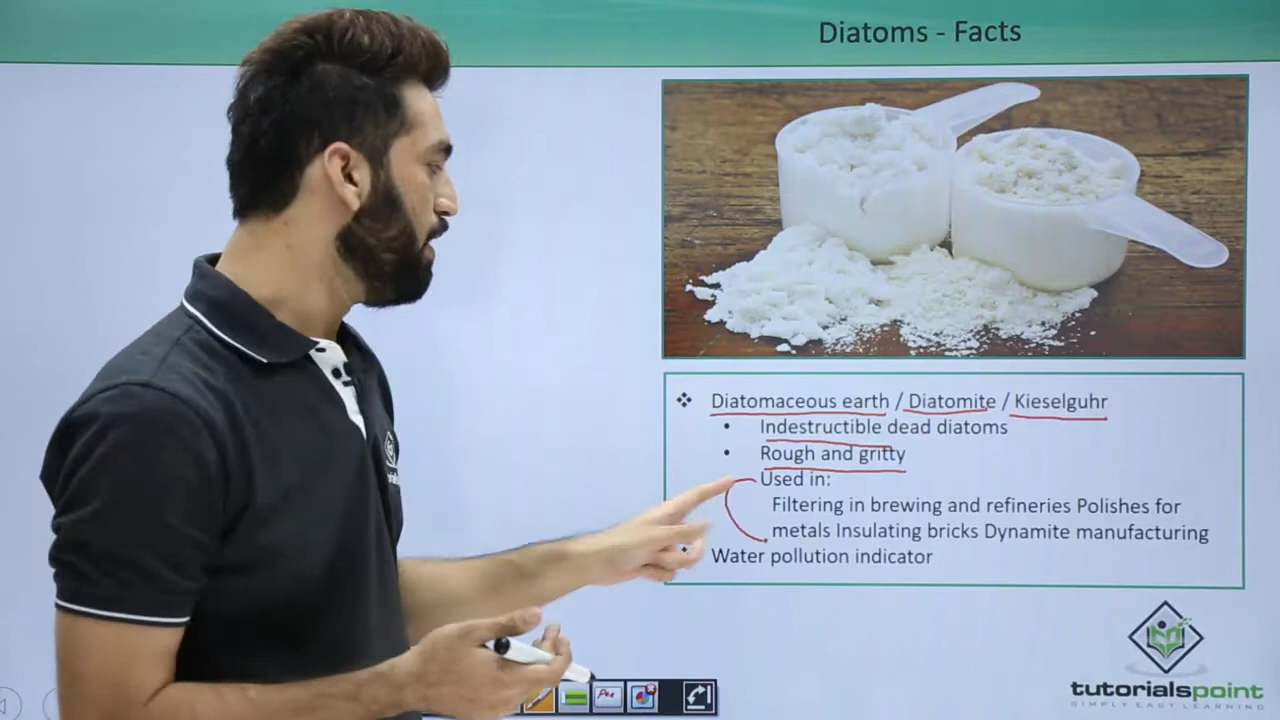 Diatoms - Facts
❖ Diatomaceous earth / Diatomite / Kieselguhr
• Indestructible dead diatoms
• Rough and gritty
Used in:
Filtering in brewing and refineries Polishes for
metals Insulating bricks Dynamite manufacturing
Water pollution indicator
tutorialspoint
SIMPLY EASY LEARNING